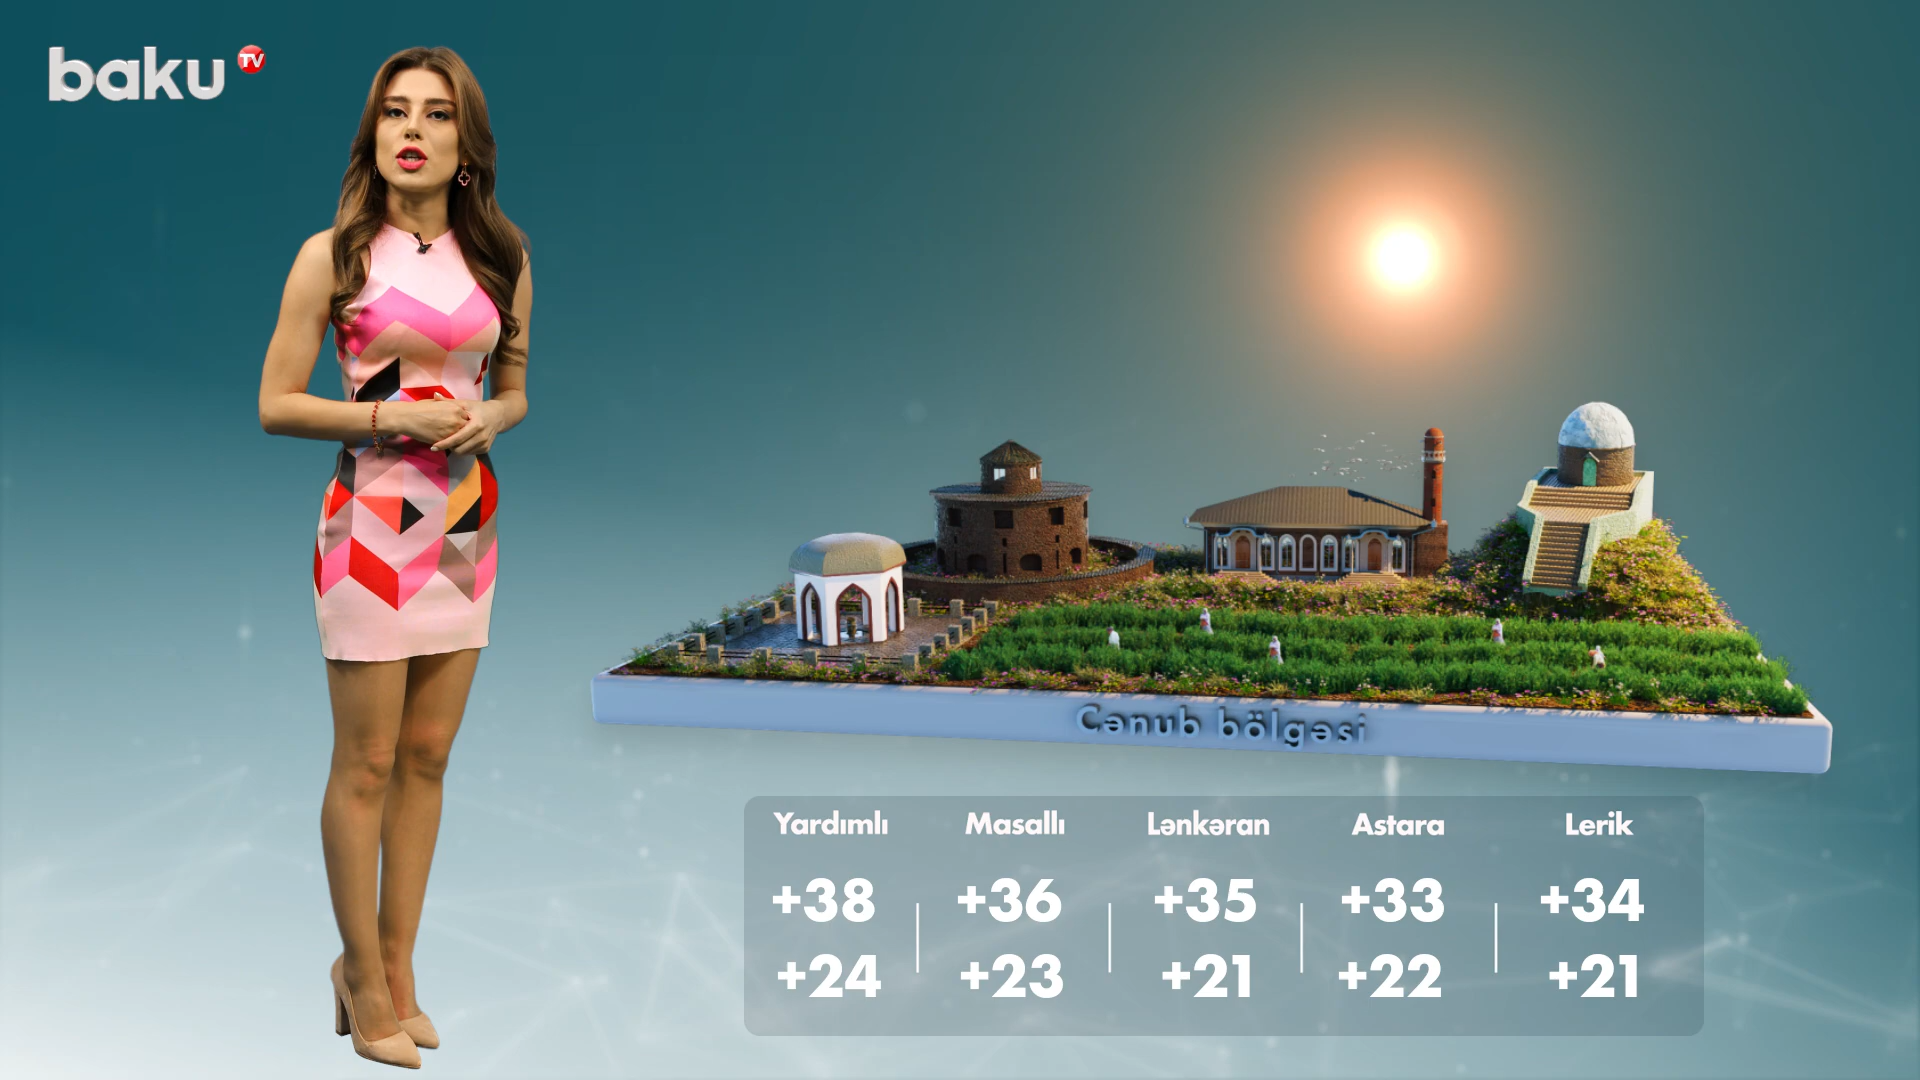 baku TV
Cənub bölgəsi
Yardımlı Masallı Lənkəran Astara Lerik
+38 +36 +35 +33 +34
+24 +23 +21 +22 +21